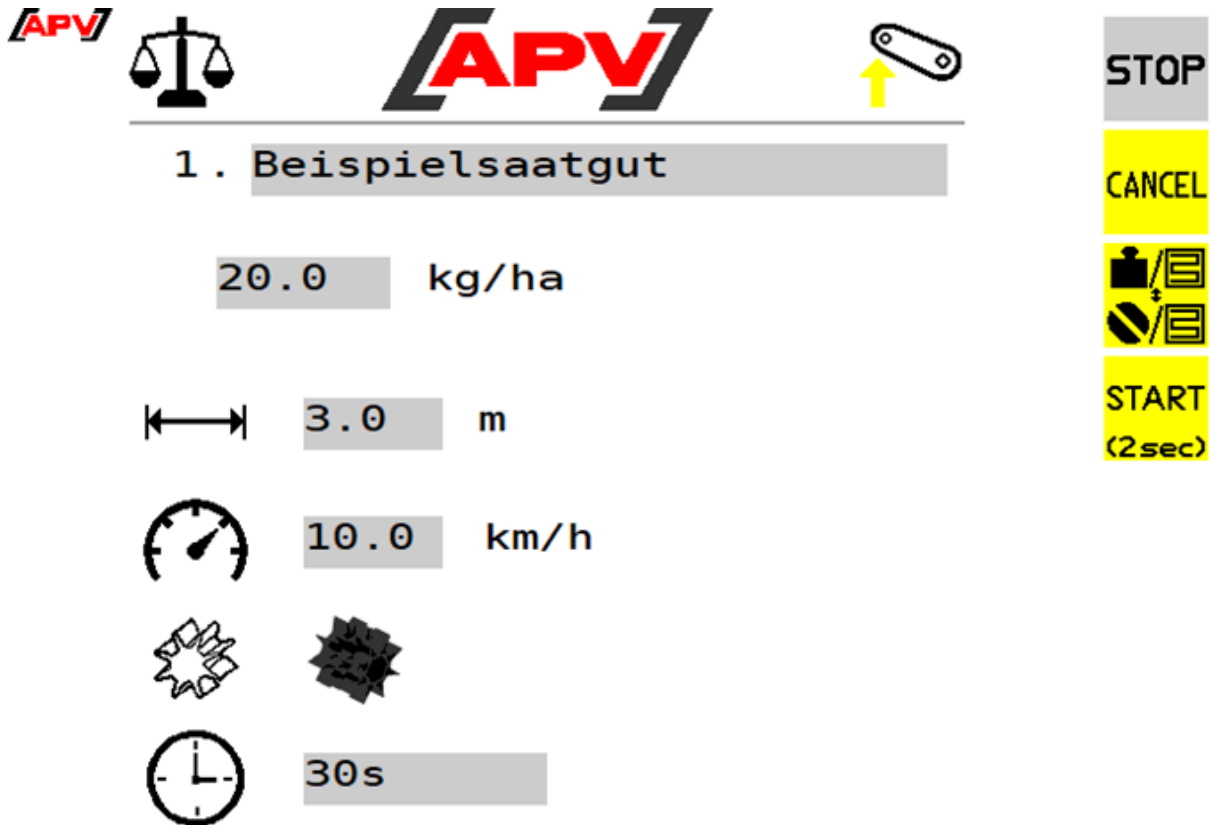 APV
APV
STOP
1. Beispielsaatgut
CANCEL
20.0 kg/ha
3.0 m
START
(2sec)
10.0 km/h
30s